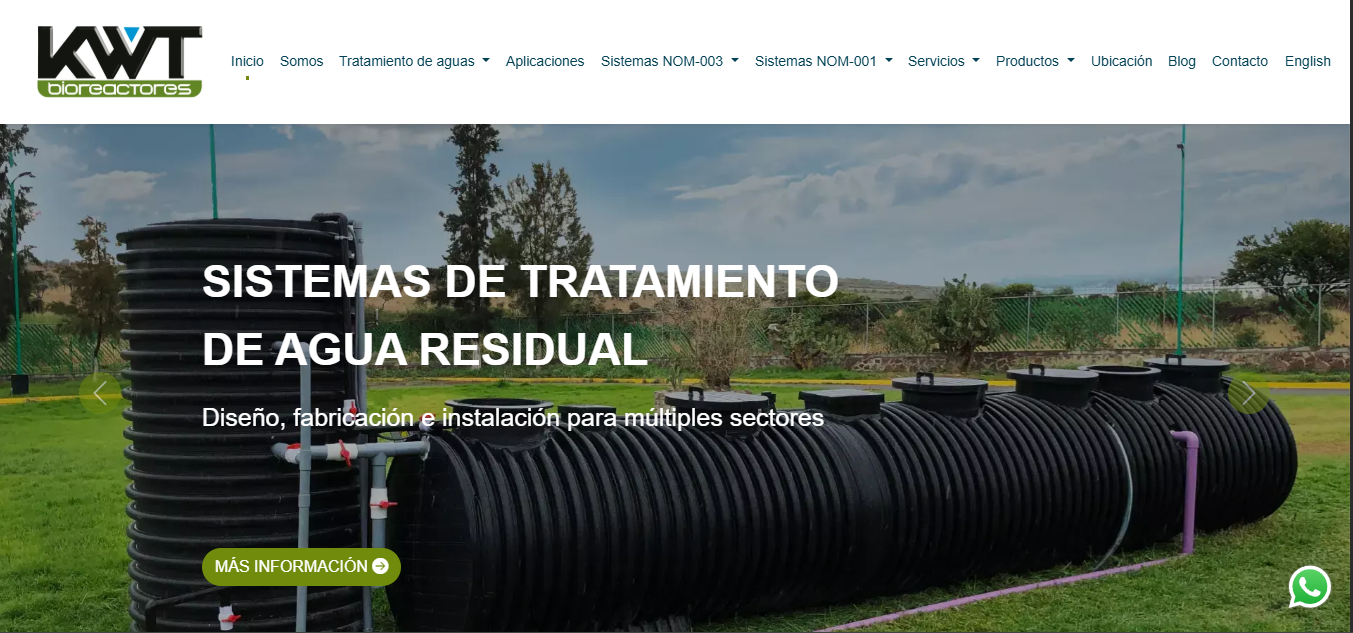 KWT
bioreactores
Inicio Somos Tratamiento de aguas Aplicaciones Sistemas NOM-003 Sistemas NOM-001 Servicios Productos Ubicación Blog Contacto English
SISTEMAS DE TRATAMIENTO
DE AGUA RESIDUAL
Diseño, fabricación e instalación para múltiples sectores
MÁS INFORMACIÓN